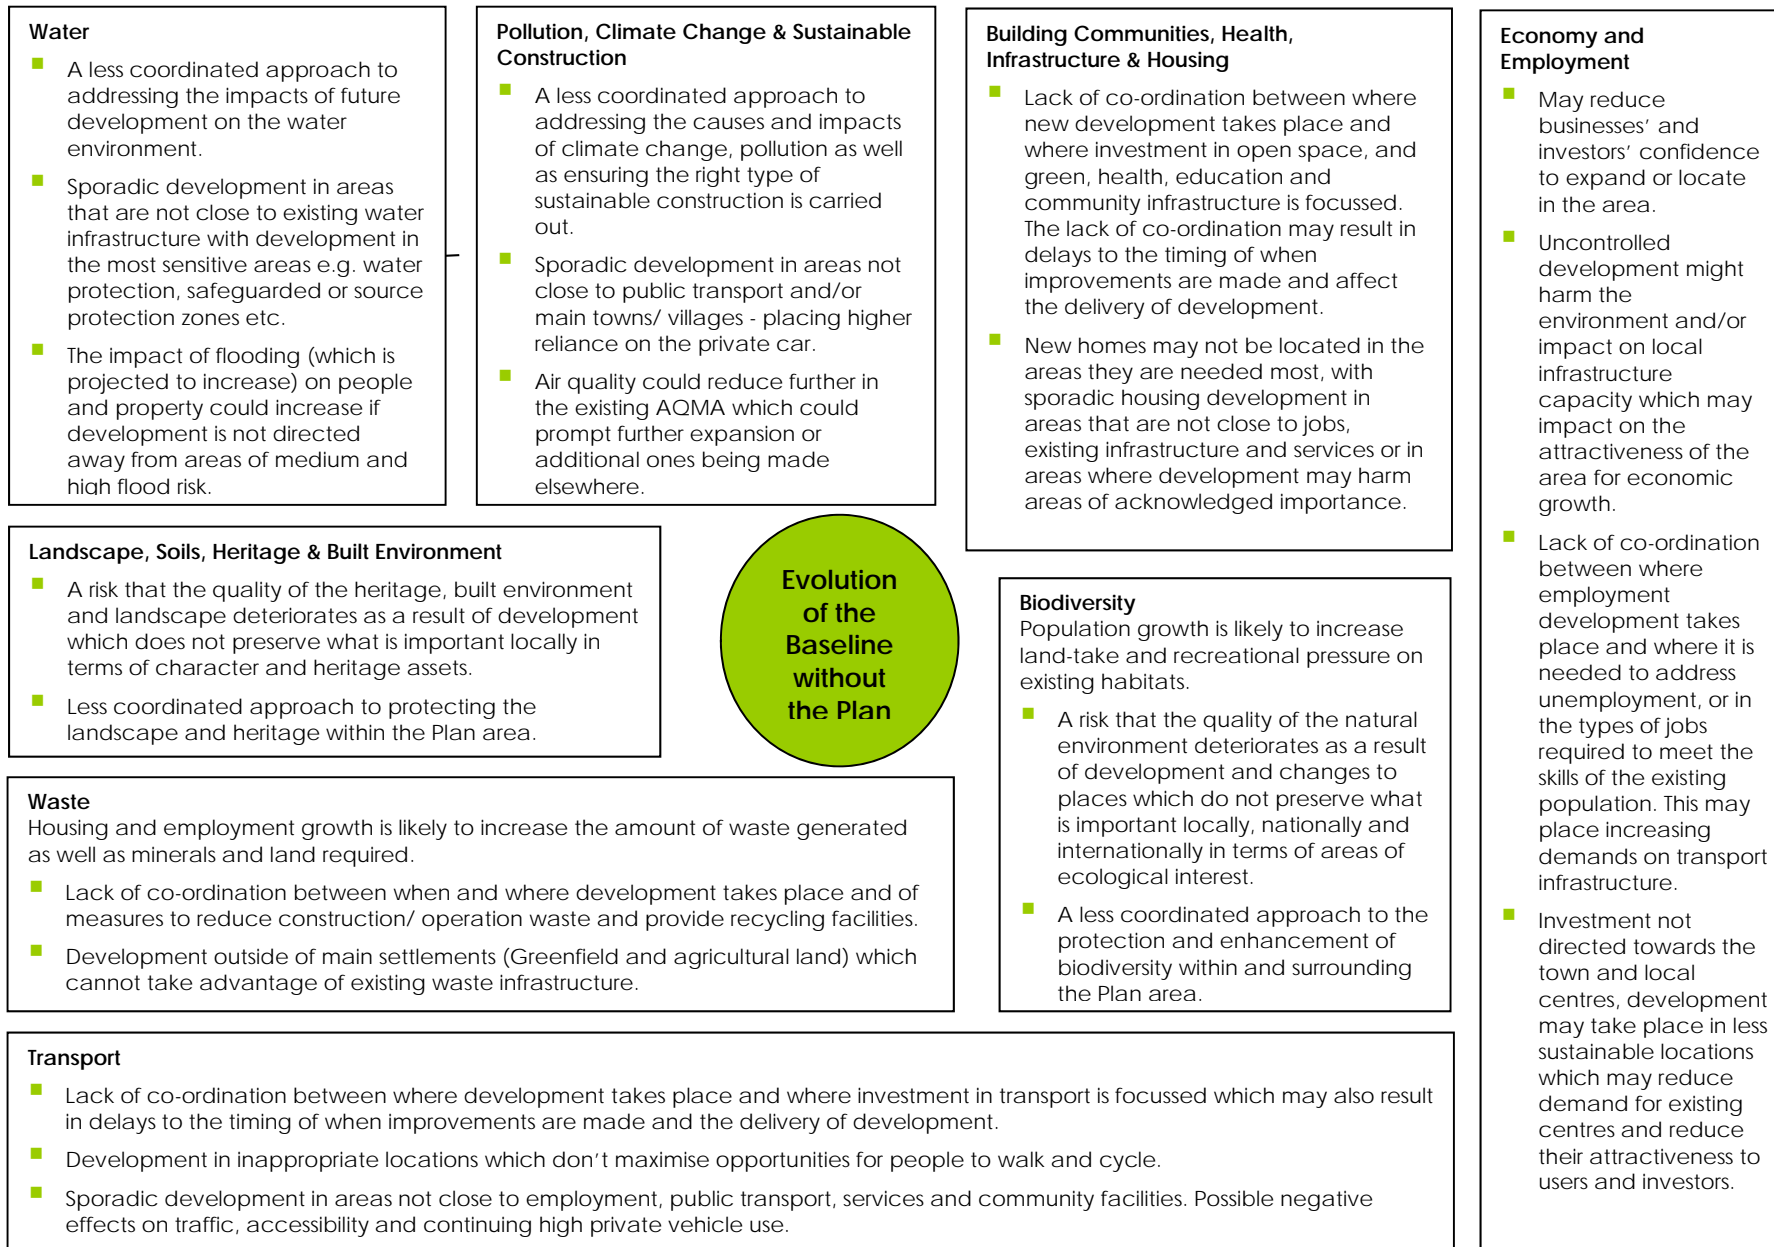 Water
A less coordinated approach to
addressing the impacts of future
development on the water
environment.
Sporadic development in areas
that are not close to existing water
infrastructure with development in
the most sensitive areas e.g. water
protection, safeguarded or source
protection zones etc.
The impact of flooding (which is
projected to increase) on people
and property could increase if
development is not directed
away from areas of medium and
high flood risk.
Pollution, Climate Change & Sustainable
Construction
A less coordinated approach to
addressing the causes and impacts
of climate change, pollution as well
as ensuring the right type of
sustainable construction is carried
out.
Sporadic development in areas not
close to public transport and/or
main towns/ villages - placing higher
reliance on the private car.
Air quality could reduce further in
the existing AQMA which could
prompt further expansion or
additional ones being made
elsewhere.
Building Communities, Health,
Infrastructure & Housing
Lack of co-ordination between where
new development takes place and
where investment in open space, and
green, health, education and
community infrastructure is focussed.
The lack of co-ordination may result in
delays to the timing of when
improvements are made and affect
the delivery of development.
New homes may not be located in the
areas they are needed most, with
sporadic housing development in
areas that are not close to jobs,
existing infrastructure and services or in
areas where development may harm
areas of acknowledged importance.
Economy and
Employment
May reduce
businesses’ and
investors’ confidence
to expand or locate
in the area.
Uncontrolled
development might
harm the
environment and/or
impact on local
infrastructure
capacity which may
impact on the
attractiveness of the
area for economic
growth.
Lack of co-ordination
between where
employment
development takes
place and where it is
needed to address
unemployment, or in
the types of jobs
required to meet the
skills of the existing
population. This may
place increasing
demands on transport
infrastructure.
Investment not
directed towards the
town and local
centres, development
may take place in less
sustainable locations
which may reduce
demand for existing
centres and reduce
their attractiveness to
users and investors.
Landscape, Soils, Heritage & Built Environment
A risk that the quality of the heritage, built environment
and landscape deteriorates as a result of development
which does not preserve what is important locally in
terms of character and heritage assets.
Less coordinated approach to protecting the
landscape and heritage within the Plan area.
Evolution
of the
Baseline
without
the Plan
Biodiversity
Population growth is likely to increase
land-take and recreational pressure on
existing habitats.
A risk that the quality of the natural
environment deteriorates as a result
of development and changes to
places which do not preserve what
is important locally, nationally and
internationally in terms of areas of
ecological interest.
A less coordinated approach to the
protection and enhancement of
biodiversity within and surrounding
the Plan area.
Waste
Housing and employment growth is likely to increase the amount of waste generated
as well as minerals and land required.
Lack of co-ordination between when and where development takes place and of
measures to reduce construction/ operation waste and provide recycling facilities.
Development outside of main settlements (Greenfield and agricultural land) which
cannot take advantage of existing waste infrastructure.
Transport
Lack of co-ordination between where development takes place and where investment in transport is focussed which may also result
in delays to the timing of when improvements are made and the delivery of development.
Development in inappropriate locations which don’t maximise opportunities for people to walk and cycle.
Sporadic development in areas not close to employment, public transport, services and community facilities. Possible negative
effects on traffic, accessibility and continuing high private vehicle use.